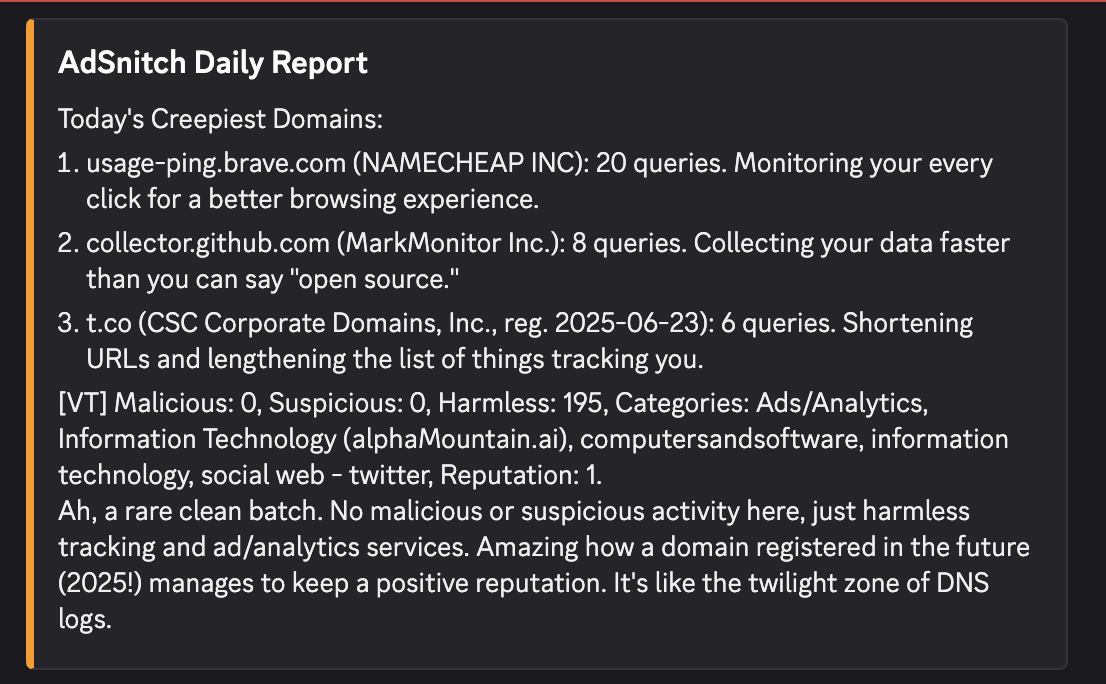 AdSnitch Daily Report
Today's Creepiest Domains:
1. usage-ping.brave.com (NAMECHEAP INC): 20 queries. Monitoring your every
click for a better browsing experience.
2. collector.github.com (MarkMonitor Inc.): 8 queries. Collecting your data faster
than you can say "open source."
3. t.co (CSC Corporate Domains, Inc., reg. 2025-06-23): 6 queries. Shortening
URLs and lengthening the list of things tracking you.
[VT] Malicious: 0, Suspicious: 0, Harmless: 195, Categories: Ads/Analytics,
Information Technology (alphaMountain.ai), computersandsoftware, information
technology, social web - twitter, Reputation: 1.
Ah, a rare clean batch. No malicious or suspicious activity here, just harmless
tracking and ad/analytics services. Amazing how a domain registered in the future
(2025!) manages to keep a positive reputation. It's like the twilight zone of DNS
logs.